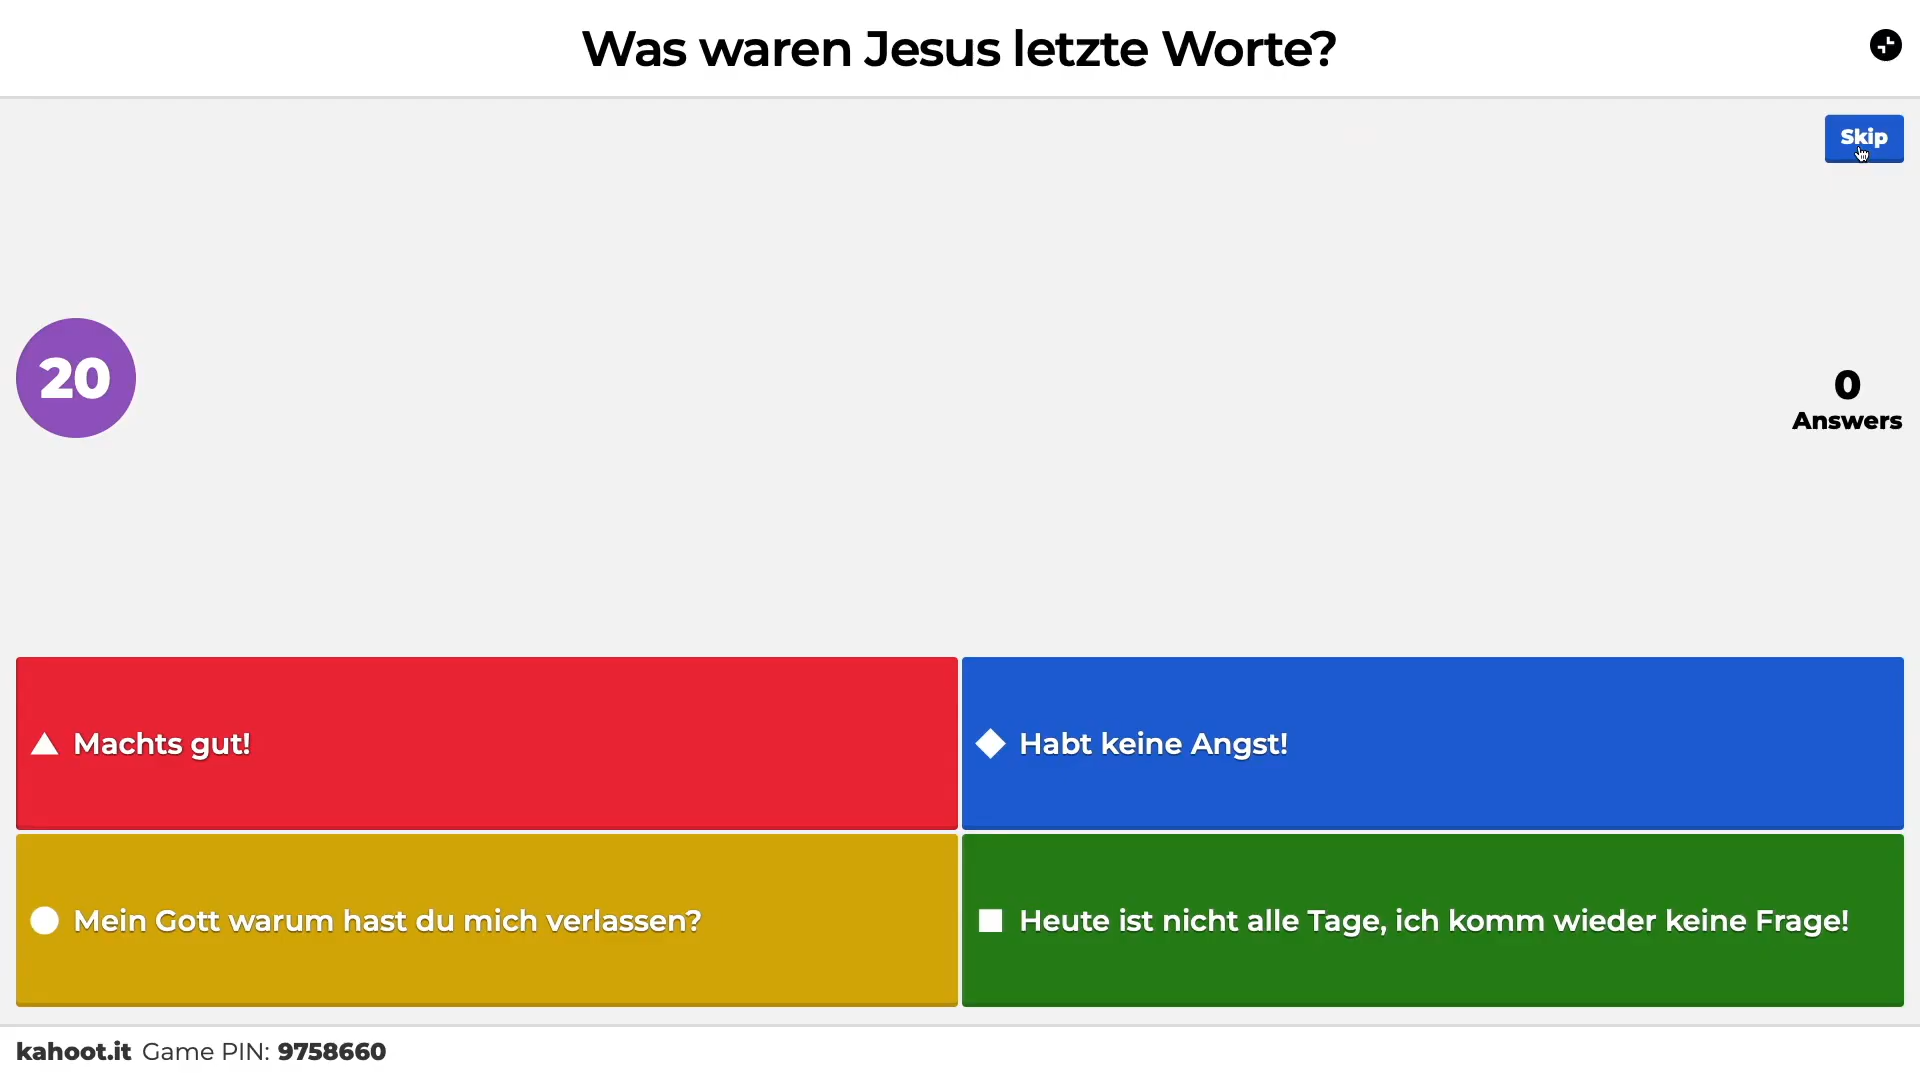 Was waren Jesus letzte Worte?
Skip
20
0
Answers
Machts gut!
Habt keine Angst!
Mein Gott warum hast du mich verlassen?
Heute ist nicht alle Tage, ich komm wieder keine Frage!
kahoot.it Game PIN: 9758660